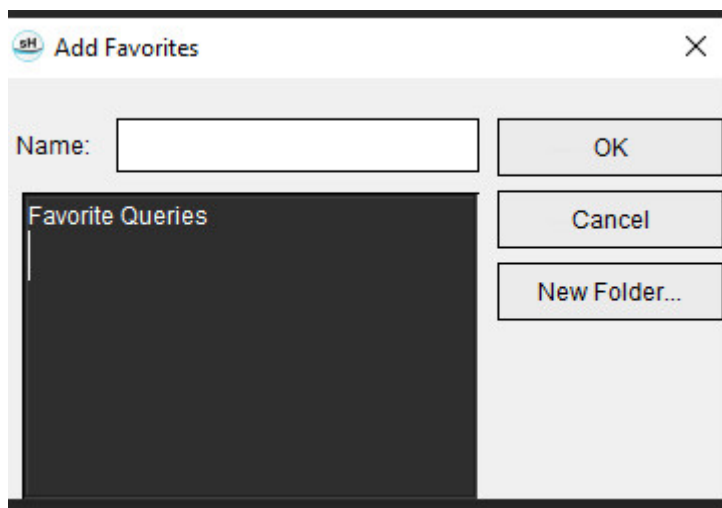 sH Add Favorites
Name:
OK
Favorite Queries
Cancel
New Folder...